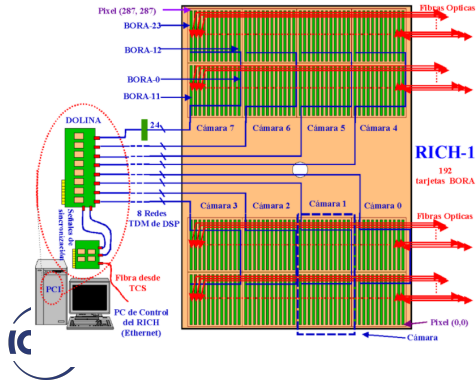 Pixel (287, 287)
Fibras Opticas
BORA-23
BORA-12
BORA-0
BORA-11
DOLINA
24
Cámara 7
Cámara 6
Cámara 5
Cámara 4
RICH-1
192
tarjetas BORA
Cámara 3
Cámara 2
Cámara 1
Cámara 0
8 Redes
TDM de DSP
Fibras Opticas
Señales de
sincronización
PCI
Fibra desde
TCS
PC de Control
del RICH
(Ethernet)
Pixel (0,0)
Cámara
IC